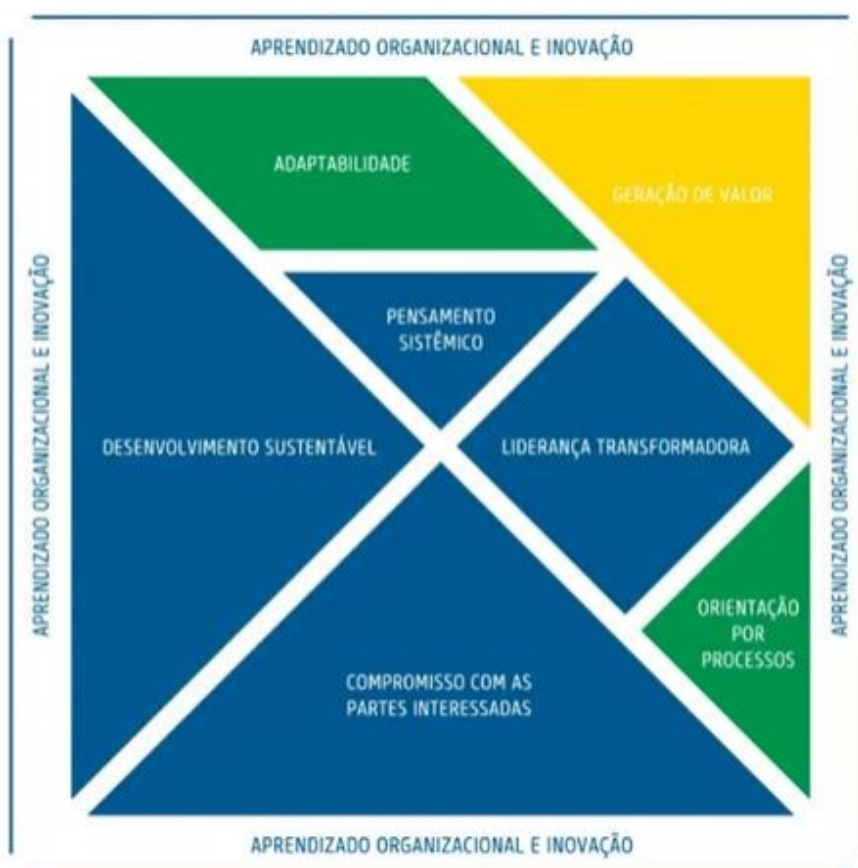 APRENDIZADO ORGANIZACIONAL E INOVAÇÃO
ADAPTABILIDADE
GERAÇÃO DE VALOR
APRENDIZADO ORGANIZACIONAL E INOVAÇÃO
PENSAMENTO
SISTÊMICO
DESENVOLVIMENTO SUSTENTÁVEL
LIDERANÇA TRANSFORMADORA
APRENDIZADO ORGANIZACIONAL E INOVAÇÃO
ORIENTAÇÃO
POR
PROCESSOS
COMPROMISSO COM AS
PARTES INTERESSADAS
APRENDIZADO ORGANIZACIONAL E INOVAÇÃO